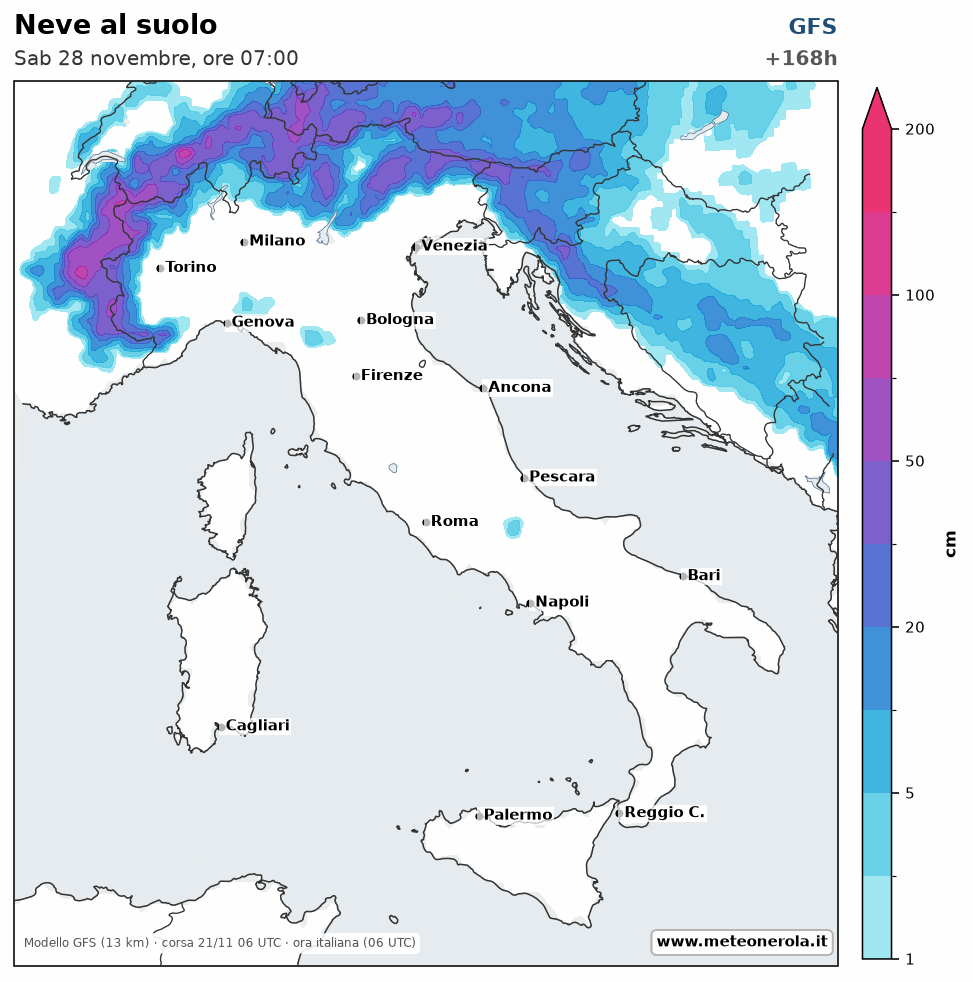 Neve al suolo
GFS
Sab 28 novembre, ore 07:00
+168h
200
Milano
Venezia
Torino
100
Genova
Bologna
Firenze
Ancona
50
Pescara
Roma
cm
Bari
Napoli
20
Cagliari
5
Palermo
Reggio C.
Modello GFS (13 km) · corsa 21/11 06 UTC · ora italiana (06 UTC)
www.meteonerola.it
1